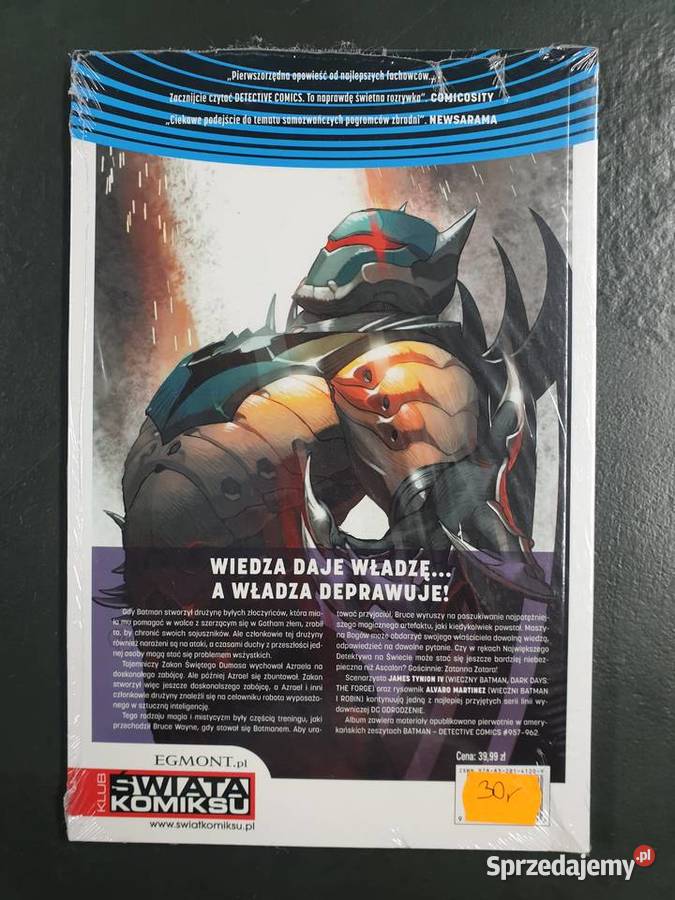 „Pierwszorzędna opowieść od najlepszych fachowców...
Zacznijcie czytać DETECTIVE COMICS. To naprawdę świetna rozrywka”. COMICOSITY
„Ciekawe podejście do tematu samozwańczych pogromców zbrodni”. NEWSARAMA
WIEDZA DAJE WŁADZĘ...
A WŁADZA DEPRAWUJE!
Gdy Batman stworzył drużynę byłych złoczyńców, która mia-
ła mu pomagać w walce z szerzącym się w Gotham złem, zrobił
to, by chronić swoich sojuszników. Ale członkowie tej drużyny
również narażeni są na ataki, a czasami duchy z przeszłości jed-
nej osoby mogą stać się problemem wszystkich.
Tajemniczy Zakon Świętego Dumasa wychował Azraela na
doskonałego zabójcę. Ale później Azrael się zbuntował. Zakon
stworzył więc jeszcze doskonalszego zabójcę, a Azrael i inni
członkowie drużyny znaleźli się na celowniku robota wyposażo-
nego w sztuczną inteligencję.
Tego rodzaju magia i mistycyzm były częścią treningu, jaki
przechodził Bruce Wayne, gdy stawał się Batmanem. Aby ura-
tować przyjaciół, Bruce wyruszy na poszukiwanie najpotężniej-
szego magicznego artefaktu, jaki kiedykolwiek powstał. Maszy-
na Bogów może obdarzyć swojego właściciela dowolną wiedzą,
odpowiedzieć na dowolne pytanie. Czy w rękach Największego
Detektywa na Świecie może stać się jeszcze bardziej niebez-
pieczna niż Ascalon? Gościnnie: Zatanna Zatara!
Scenarzysta JAMES TYNION IV (WIECZNY BATMAN, DARK DAYS:
THE FORGE) oraz rysownik ALVARO MARTINEZ (WIECZNI BATMAN
I ROBIN) kontynuują jedną z najlepiej przyjętych serii linii wy-
dawniczej DC ODRODZENIE.
Album zawiera materiały opublikowane pierwotnie w amery-
kańskich zeszytach BATMAN – DETECTIVE COMICS #957-962.
EGMONT.pl
KLUB
ŚWIATA
KOMIKSU
www.swiatkomiksu.pl
Cena: 39,99 zł
30,-
9
Sprzedajemy.pl